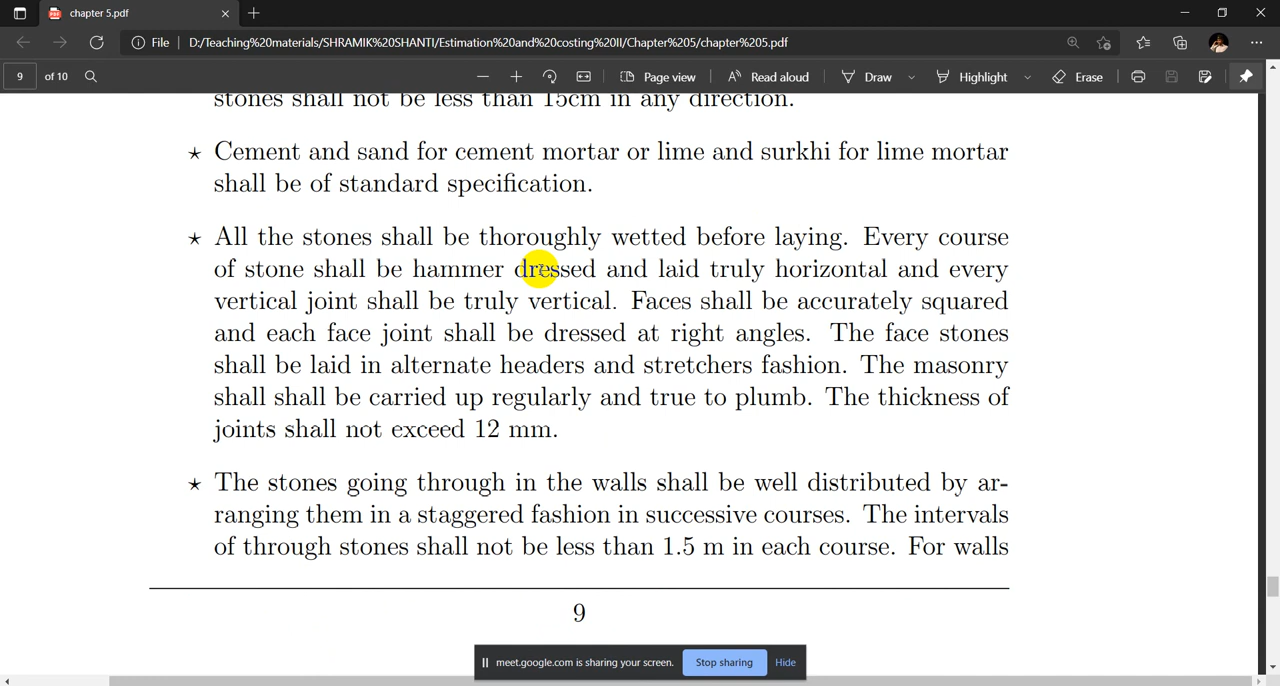 chapter 5.pdf
File D:/Teaching%20materials/SHRAMIK%20SHANTI/Estimation%20and%20costing%20II/Chapter%205/chapter%205.pdf
9 of 10 Page view Read aloud Draw Highlight Erase
stones shall not be less than 15cm in any direction.
⋆ Cement and sand for cement mortar or lime and surkhi for lime mortar
shall be of standard specification.
⋆ All the stones shall be thoroughly wetted before laying. Every course
of stone shall be hammer dressed and laid truly horizontal and every
vertical joint shall be truly vertical. Faces shall be accurately squared
and each face joint shall be dressed at right angles. The face stones
shall be laid in alternate headers and stretchers fashion. The masonry
shall shall be carried up regularly and true to plumb. The thickness of
joints shall not exceed 12 mm.
⋆ The stones going through in the walls shall be well distributed by ar-
ranging them in a staggered fashion in successive courses. The intervals
of through stones shall not be less than 1.5 m in each course. For walls
9
meet.google.com is sharing your screen. Stop sharing Hide